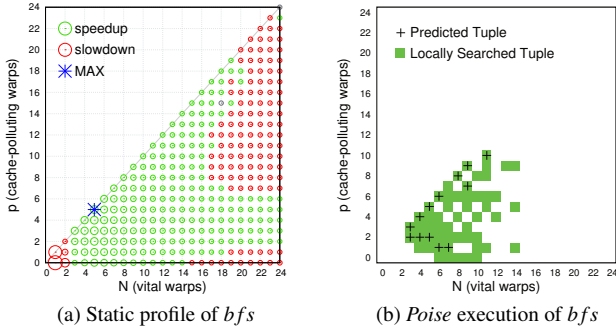 24
22
20
18
16
14
12
10
8
6
4
2
0
p (cache-polluting warps)
speedup
slowdown
MAX
0 2 4 6 8 10 12 14 16 18 20 22 24
N (vital warps)
(a) Static profile of bfs
24
22
20
18
16
14
12
10
8
6
4
2
0
p (cache-polluting warps)
Predicted Tuple
Locally Searched Tuple
0 2 4 6 8 10 12 14 16 18 20 22 24
N (vital warps)
(b) Poise execution of bfs